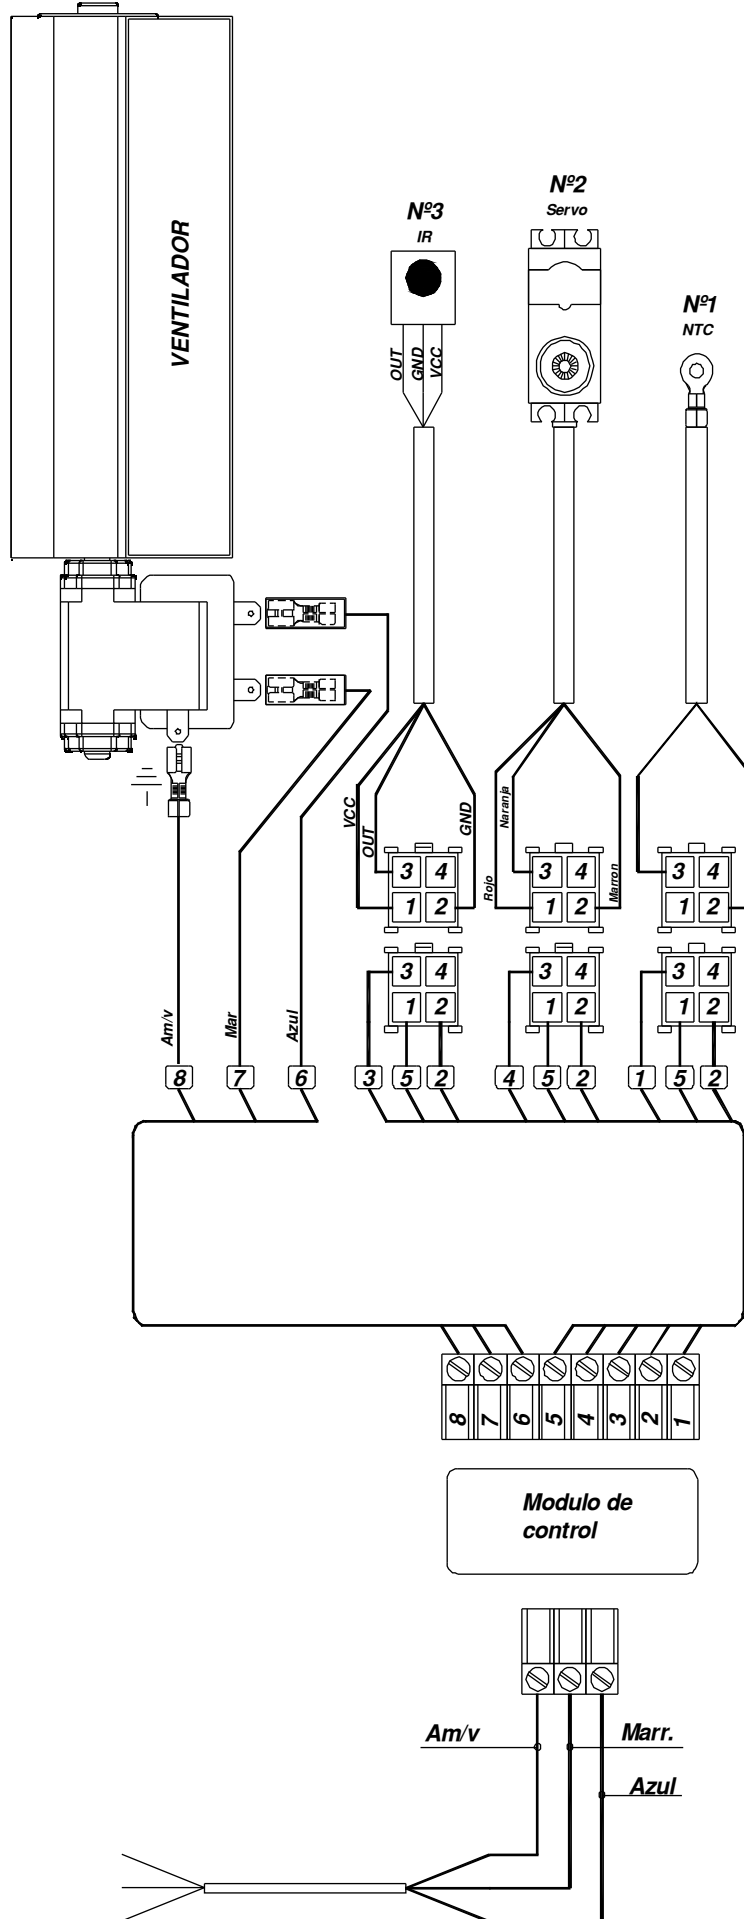 VENTILADOR
Nº3
IR
Nº2
Servo
Nº1
NTC
OUT
GND
VCC
VCC
OUT
GND
Naranja
Rojo
Marron
3 4
1 2
3 4
1 2
3 4
1 2
3 4
1 2
3 4
1 2
3 4
1 2
Am/v
Mar
Azul
8 7 6 3 5 2 4 5 2 1 5 2
8 7 6 5 4 3 2 1
Modulo de
control
Am/v
Marr.
Azul